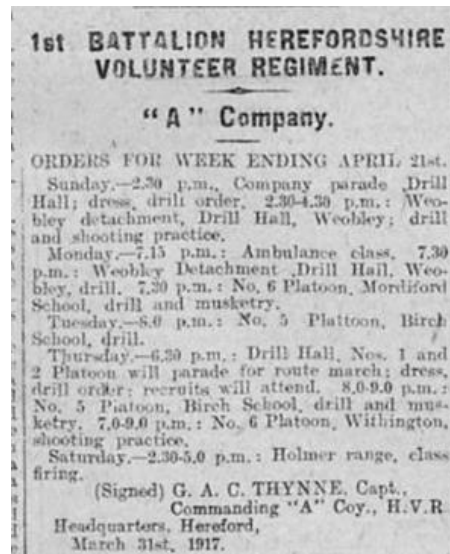 1st BATTALION HEREFORDSHIRE
VOLUNTEER REGIMENT.
"A" Company.
ORDERS FOR WEEK ENDING APRIL 21st.
Sunday.—2.30 p.m., Company parade ,Drill
Hall; dress, drill order. 2.30-4.30 p.m.: Weo-
bley detachment, Drill Hall, Weobley; drill
and shooting practice.
Monday.—7.15 p.m.: Ambulance class. 7.30
p.m.: Weobley Detachment ,Drill Hall, Weo-
bley, drill. 7.30 p.m.: No. 6 Platoon, Mordiford
School, drill and musketry.
Tuesday.—8.0 p.m.: No. 5 Plattoon, Birch
School, drill.
Thursday.—6.30 p.m.: Drill Hall, Nos. 1 and
2 Platoon will parade for route march; dress,
drill order; recruits will attend. 8.0-9.0 p.m.:
No. 5 Platoon, Birch School, drill and mus-
ketry. 7.0-9.0 p.m.: No. 6 Platoon, Withington,
shooting practice.
Saturday.—2.30-5.0 p.m.: Holmer range, class
firing.
(Signed) G. A. C. THYNNE, Capt.,
Commanding "A" Coy., H.V.R.
Headquarters, Hereford,
March 31st, 1917.